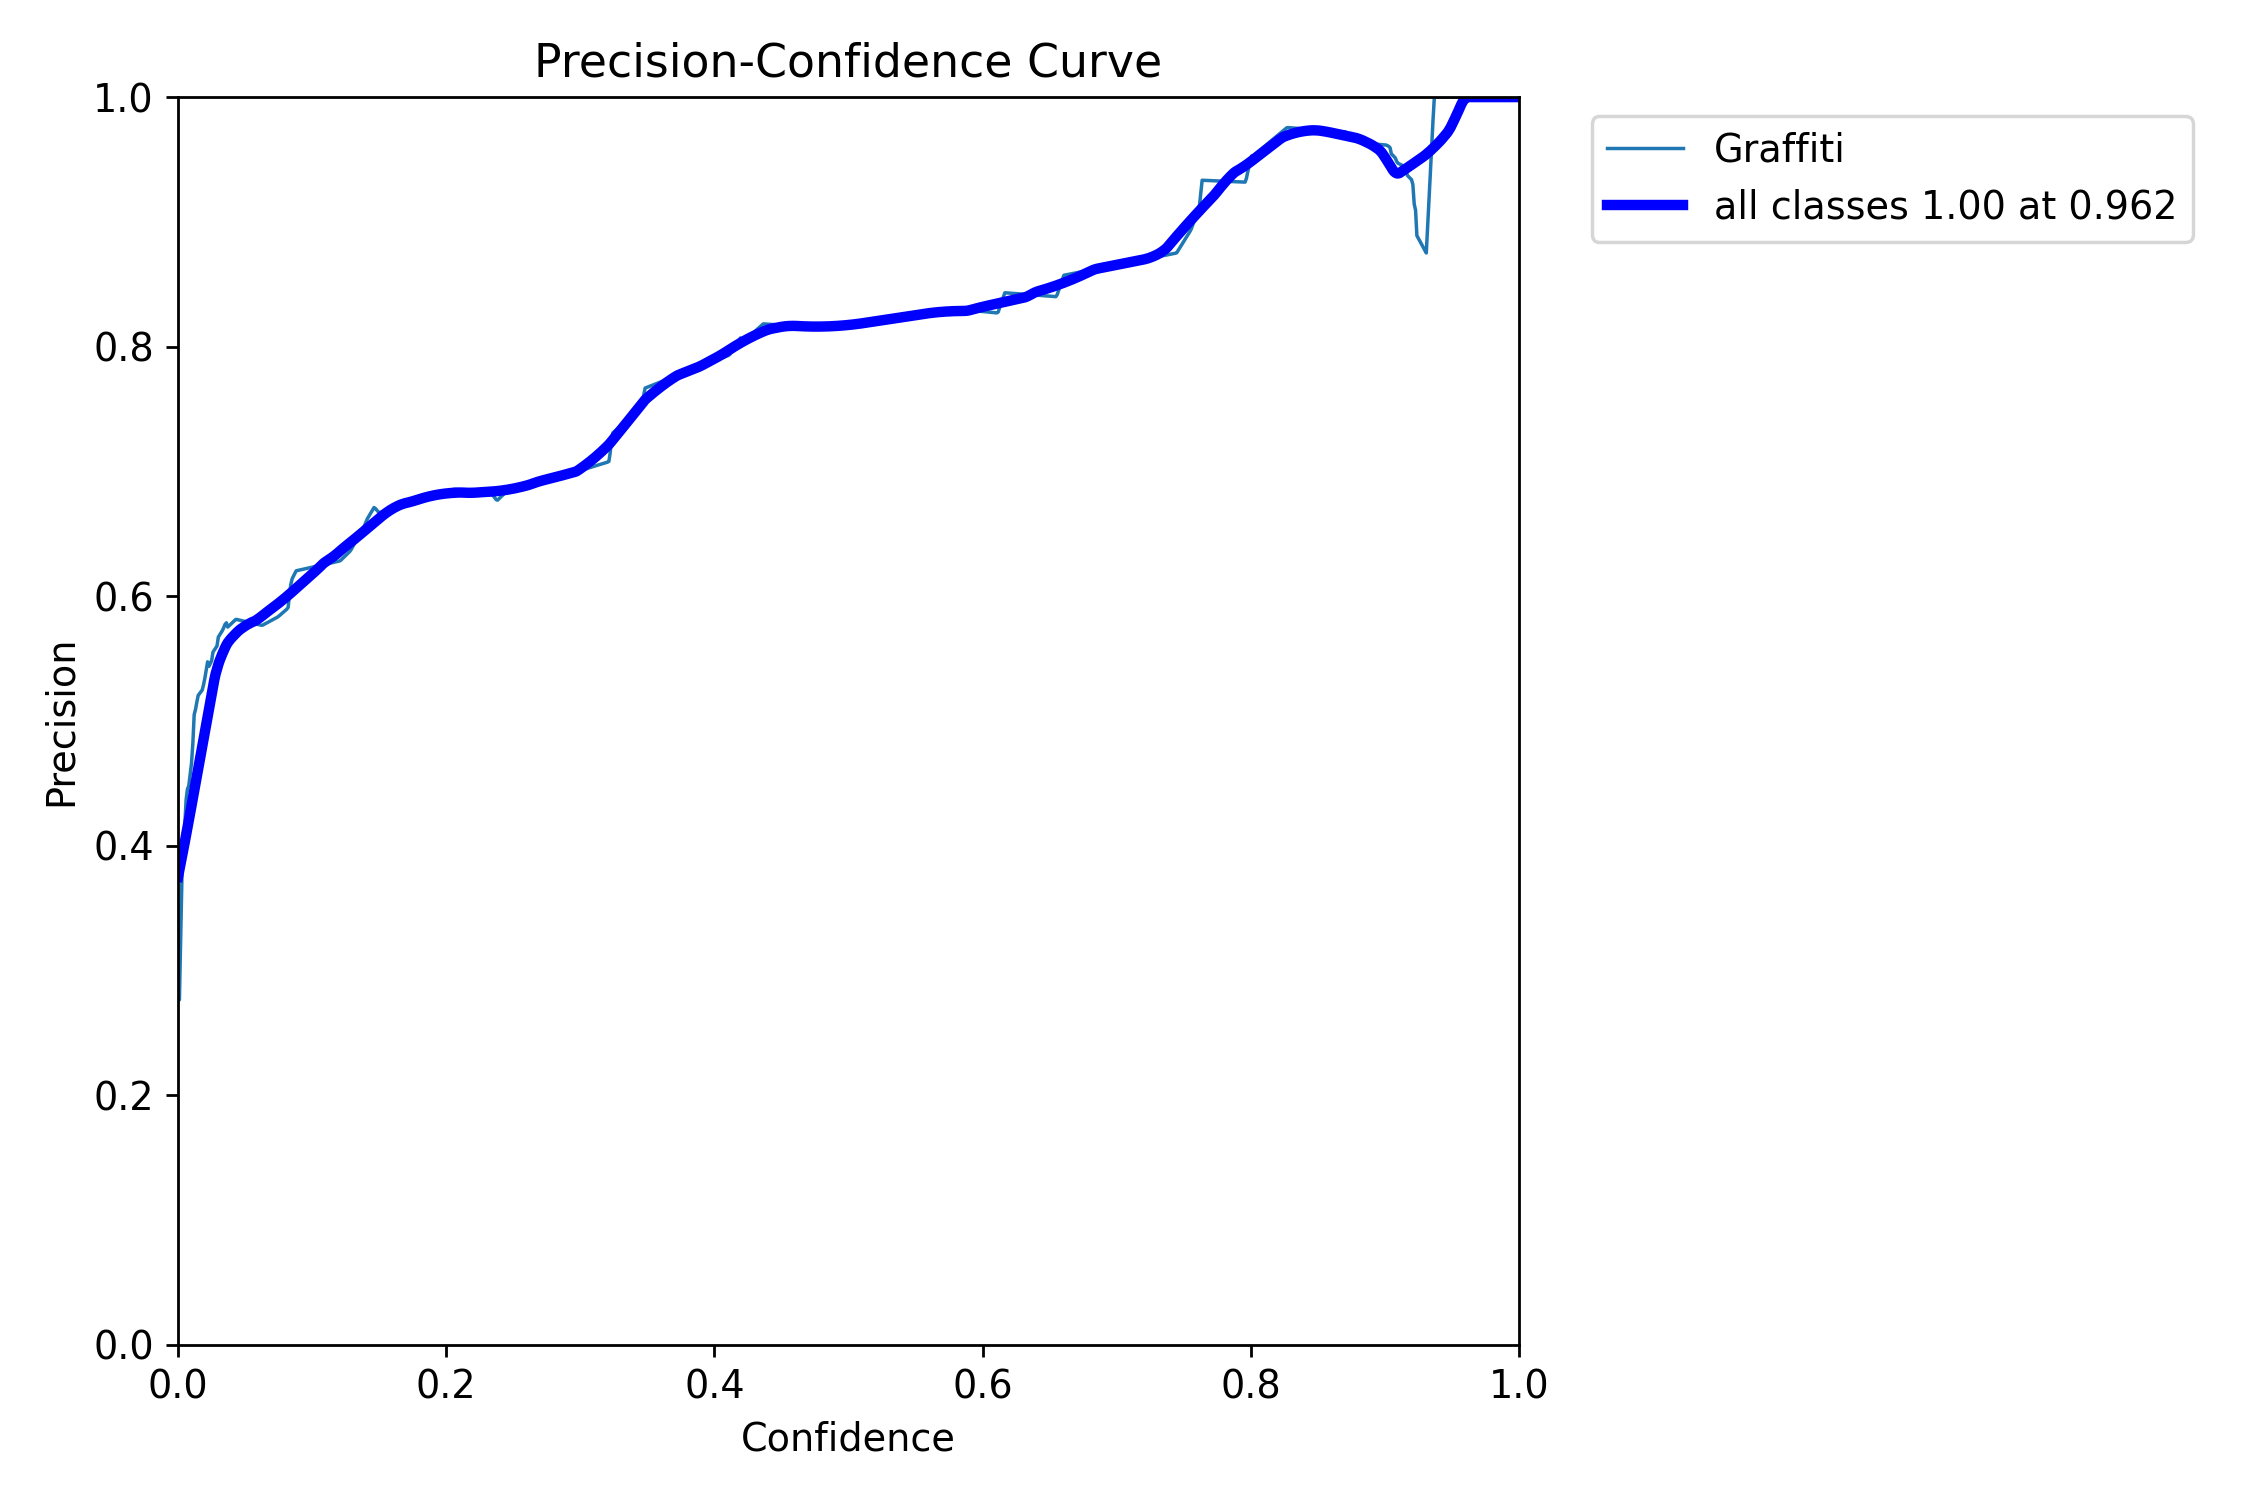 Precision-Confidence Curve
1.0
0.8
0.6
0.4
0.2
0.0
Precision
0.0 0.2 0.4 0.6 0.8 1.0
Confidence
Graffiti
all classes 1.00 at 0.962